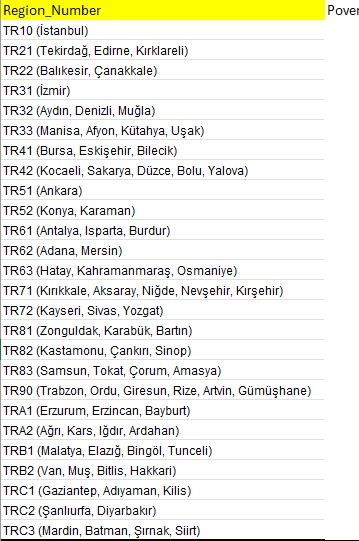 Region_Number Pover
TR10 (İstanbul)
TR21 (Tekirdağ, Edirne, Kırklareli)
TR22 (Balıkesir, Çanakkale)
TR31 (İzmir)
TR32 (Aydın, Denizli, Muğla)
TR33 (Manisa, Afyon, Kütahya, Uşak)
TR41 (Bursa, Eskişehir, Bilecik)
TR42 (Kocaeli, Sakarya, Düzce, Bolu, Yalova)
TR51 (Ankara)
TR52 (Konya, Karaman)
TR61 (Antalya, Isparta, Burdur)
TR62 (Adana, Mersin)
TR63 (Hatay, Kahramanmaraş, Osmaniye)
TR71 (Kırıkkale, Aksaray, Niğde, Nevşehir, Kırşehir)
TR72 (Kayseri, Sivas, Yozgat)
TR81 (Zonguldak, Karabük, Bartın)
TR82 (Kastamonu, Çankırı, Sinop)
TR83 (Samsun, Tokat, Çorum, Amasya)
TR90 (Trabzon, Ordu, Giresun, Rize, Artvin, Gümüşhane)
TRA1 (Erzurum, Erzincan, Bayburt)
TRA2 (Ağrı, Kars, Iğdır, Ardahan)
TRB1 (Malatya, Elazığ, Bingöl, Tunceli)
TRB2 (Van, Muş, Bitlis, Hakkari)
TRC1 (Gaziantep, Adıyaman, Kilis)
TRC2 (Şanlıurfa, Diyarbakır)
TRC3 (Mardin, Batman, Şırnak, Siirt)